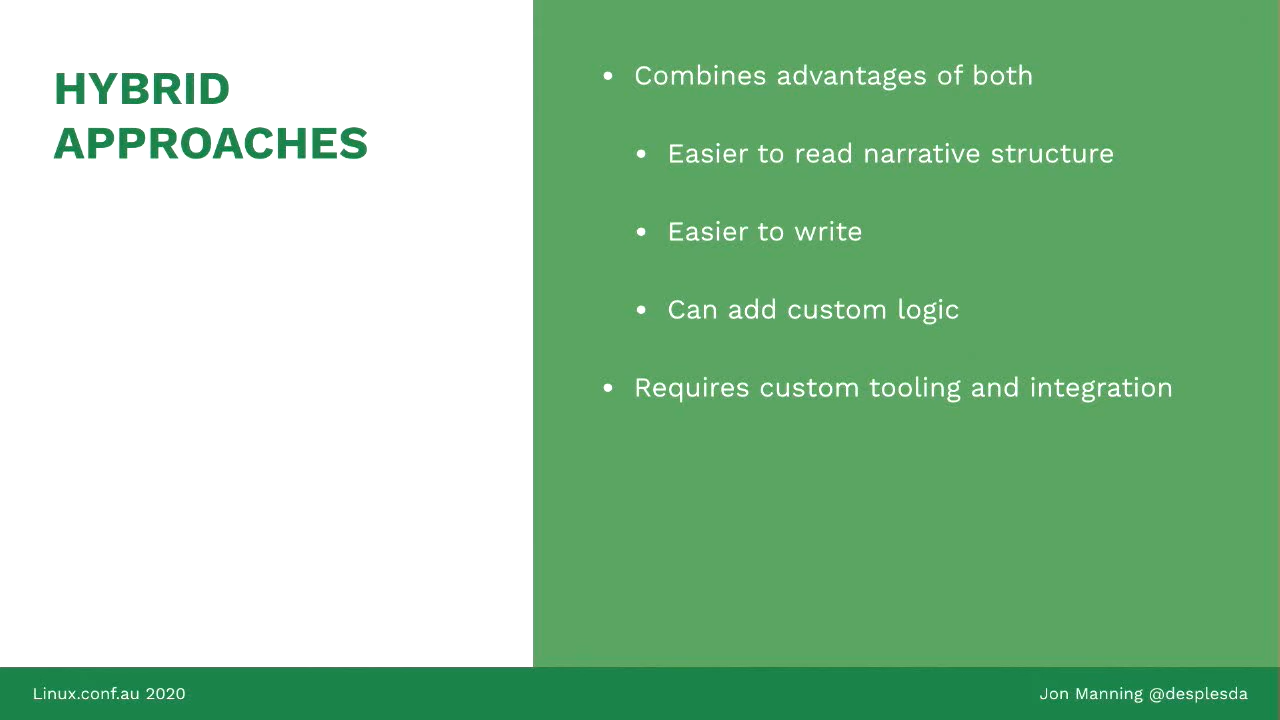 HYBRID
APPROACHES
• Combines advantages of both
• Easier to read narrative structure
• Easier to write
• Can add custom logic
• Requires custom tooling and integration
Linux.conf.au 2020
Jon Manning @desplesda